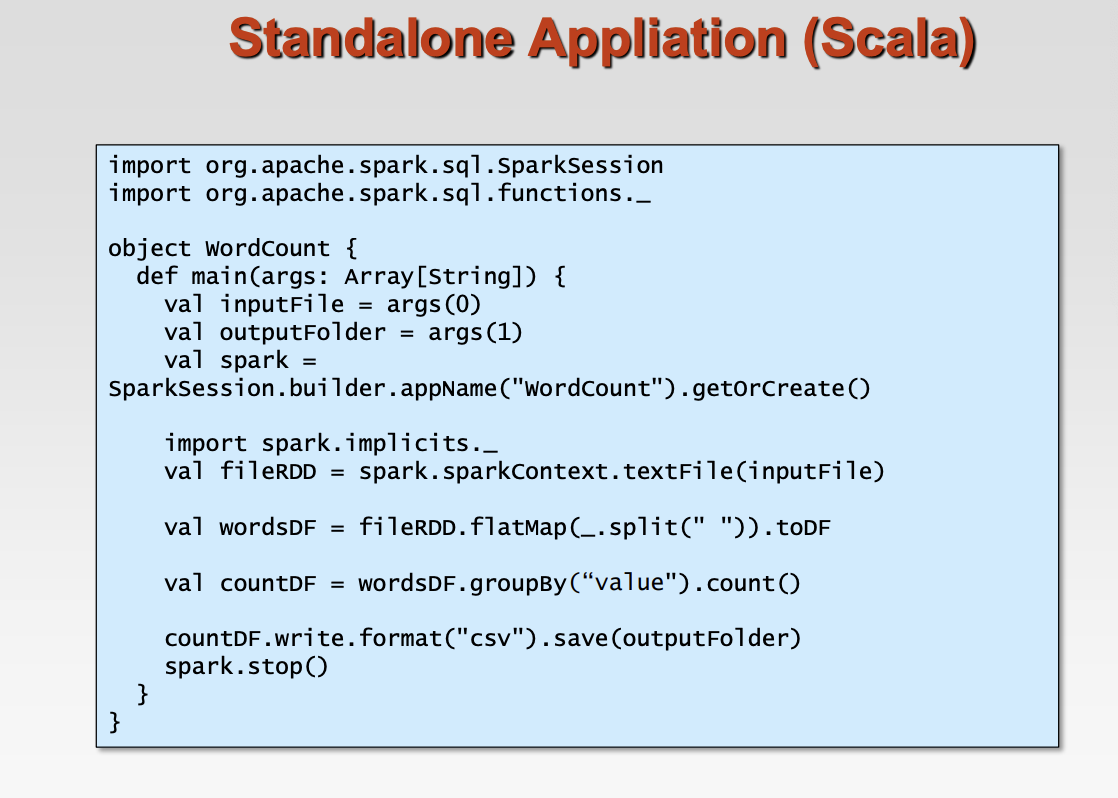 Standalone Appliation (Scala)
import org.apache.spark.sql.SparkSession
import org.apache.spark.sql.functions._
object WordCount {
  def main(args: Array[String]) {
    val inputFile = args(0)
    val outputFolder = args(1)
    val spark =
SparkSession.builder.appName("WordCount").getOrCreate()
    import spark.implicits._
    val fileRDD = spark.sparkContext.textFile(inputFile)
    val wordsDF = fileRDD.flatMap(_.split(" ")).toDF
    val countDF = wordsDF.groupBy(“value").count()
    countDF.write.format("csv").save(outputFolder)
    spark.stop()
  }
}